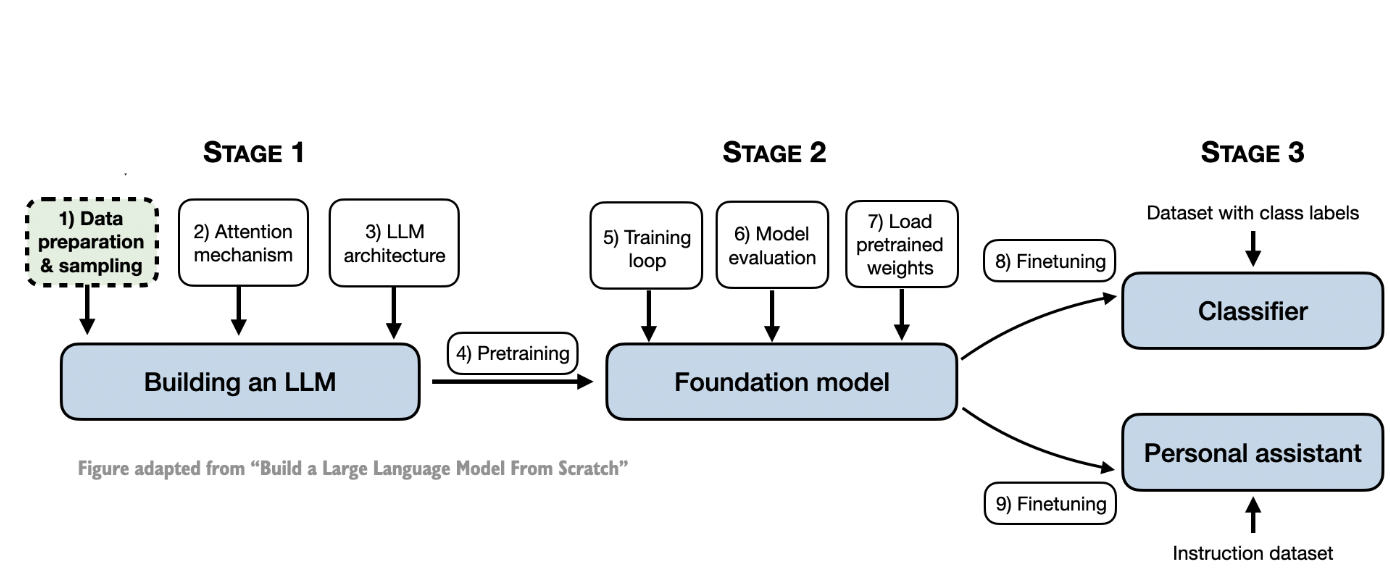 STAGE 1
STAGE 2
STAGE 3
1) Data
preparation
& sampling
2) Attention
mechanism
3) LLM
architecture
4) Pretraining
Building an LLM
5) Training
loop
6) Model
evaluation
7) Load
pretrained
weights
Foundation model
8) Finetuning
Dataset with class labels
Classifier
9) Finetuning
Personal assistant
Instruction dataset
Figure adapted from “Build a Large Language Model From Scratch”